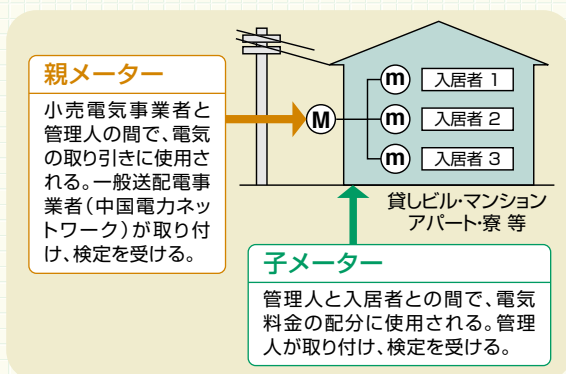 親メーター
小売電気事業者と
管理人の間で、電気
の取り引きに使用さ
れる。一般送配電事
業者(中国電力ネッ
トワーク)が取り付
け、検定を受ける。
M
m 入居者 1
m 入居者 2
m 入居者 3
貸しビル・マンション
アパート・寮 等
子メーター
管理人と入居者との間で、電気
料金の配分に使用される。管理
人が取り付け、検定を受ける。